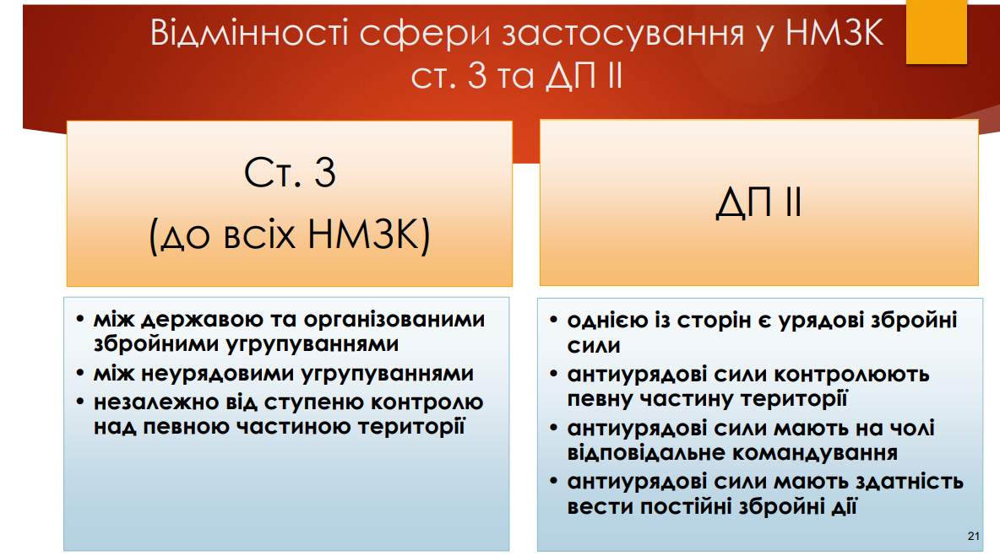 Відмінності сфери застосування у НМЗК
ст. 3 та ДП ІІ
Ст. 3
(до всіх НМЗК)
• між державою та організованими
збройними угрупуваннями
• між неурядовими угрупуваннями
• незалежно від ступеню контролю
над певною частиною території
ДП ІІ
• однією із сторін є урядові збройні
сили
• антиурядові сили контролюють
певну частину території
• антиурядові сили мають на чолі
відповідальне командування
• антиурядові сили мають здатність
вести постійні збройні дії
21